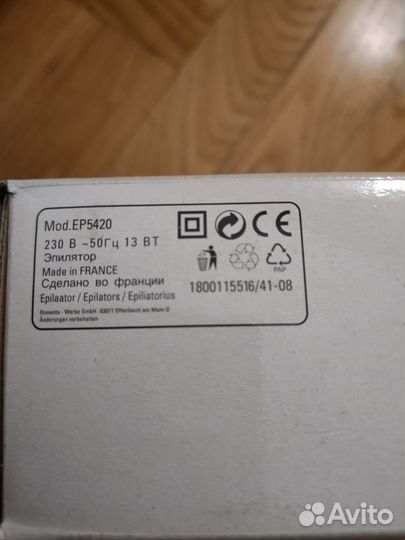 Mod.EP5420
230 В ~50Гц 13 ВТ
Эпилятор
Made in FRANCE
Сделано во франции
Epilaator / Epilators / Epiliatorius
Rowenta - Werke GmbH · 63071 Offenbach am Main-D
Änderungen vorbehalten
CE
PAP
1800115516/41-08
Avito